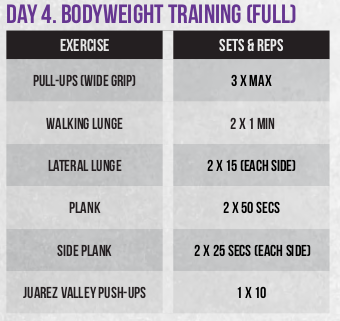 DAY 4. BODYWEIGHT TRAINING (FULL)
EXERCISE SETS & REPS
PULL-UPS (WIDE GRIP) 3 X MAX
WALKING LUNGE 2 X 1 MIN
LATERAL LUNGE 2 X 15 (EACH SIDE)
PLANK 2 X 50 SECS
SIDE PLANK 2 X 25 SECS (EACH SIDE)
JUAREZ VALLEY PUSH-UPS 1 X 10